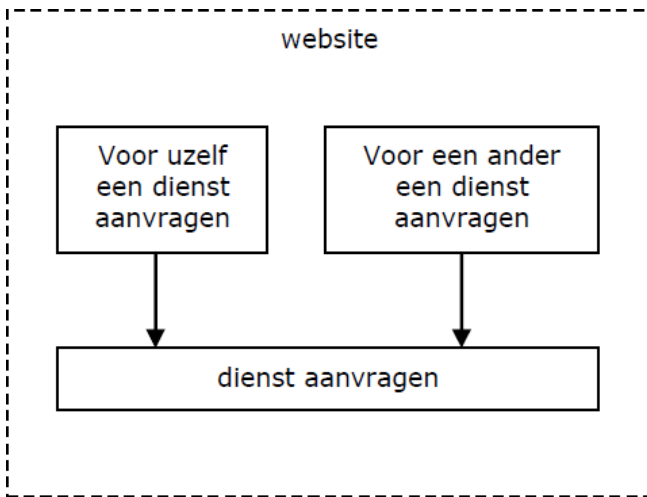 website
Voor uzelf
een dienst
aanvragen
Voor een ander
een dienst
aanvragen
dienst aanvragen